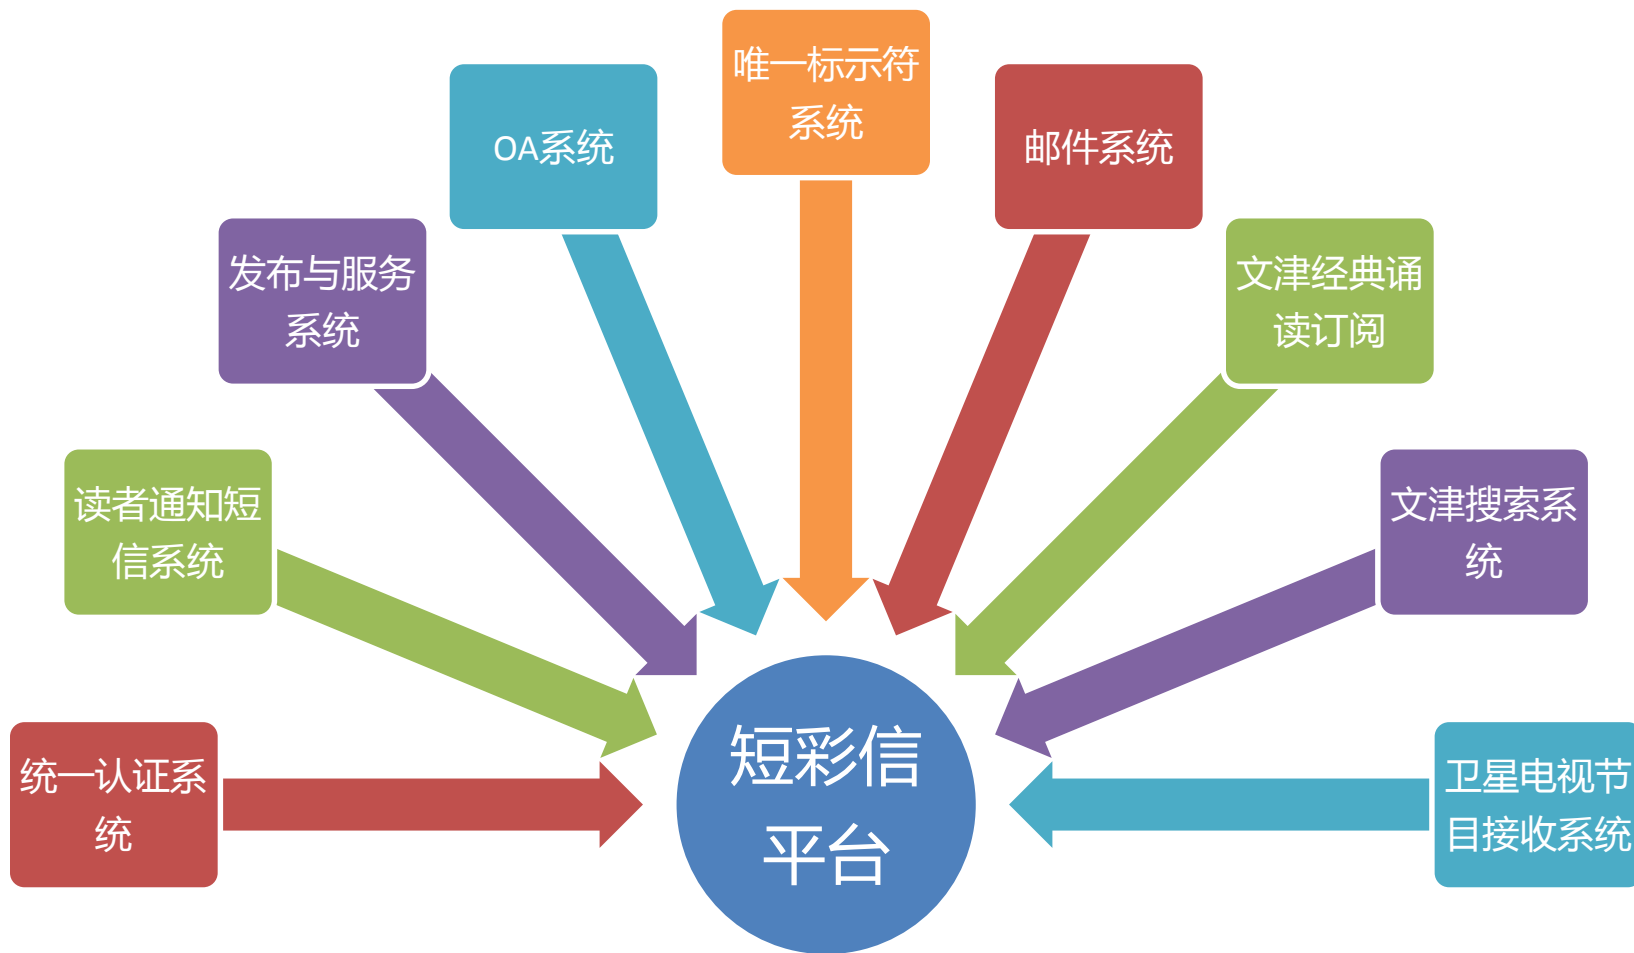 唯一标示符
系统
OA系统
邮件系统
发布与服务
系统
文津经典诵
读订阅
读者通知短
信系统
文津搜索系
统
统一认证系
统
卫星电视节
目接收系统
短彩信
平台